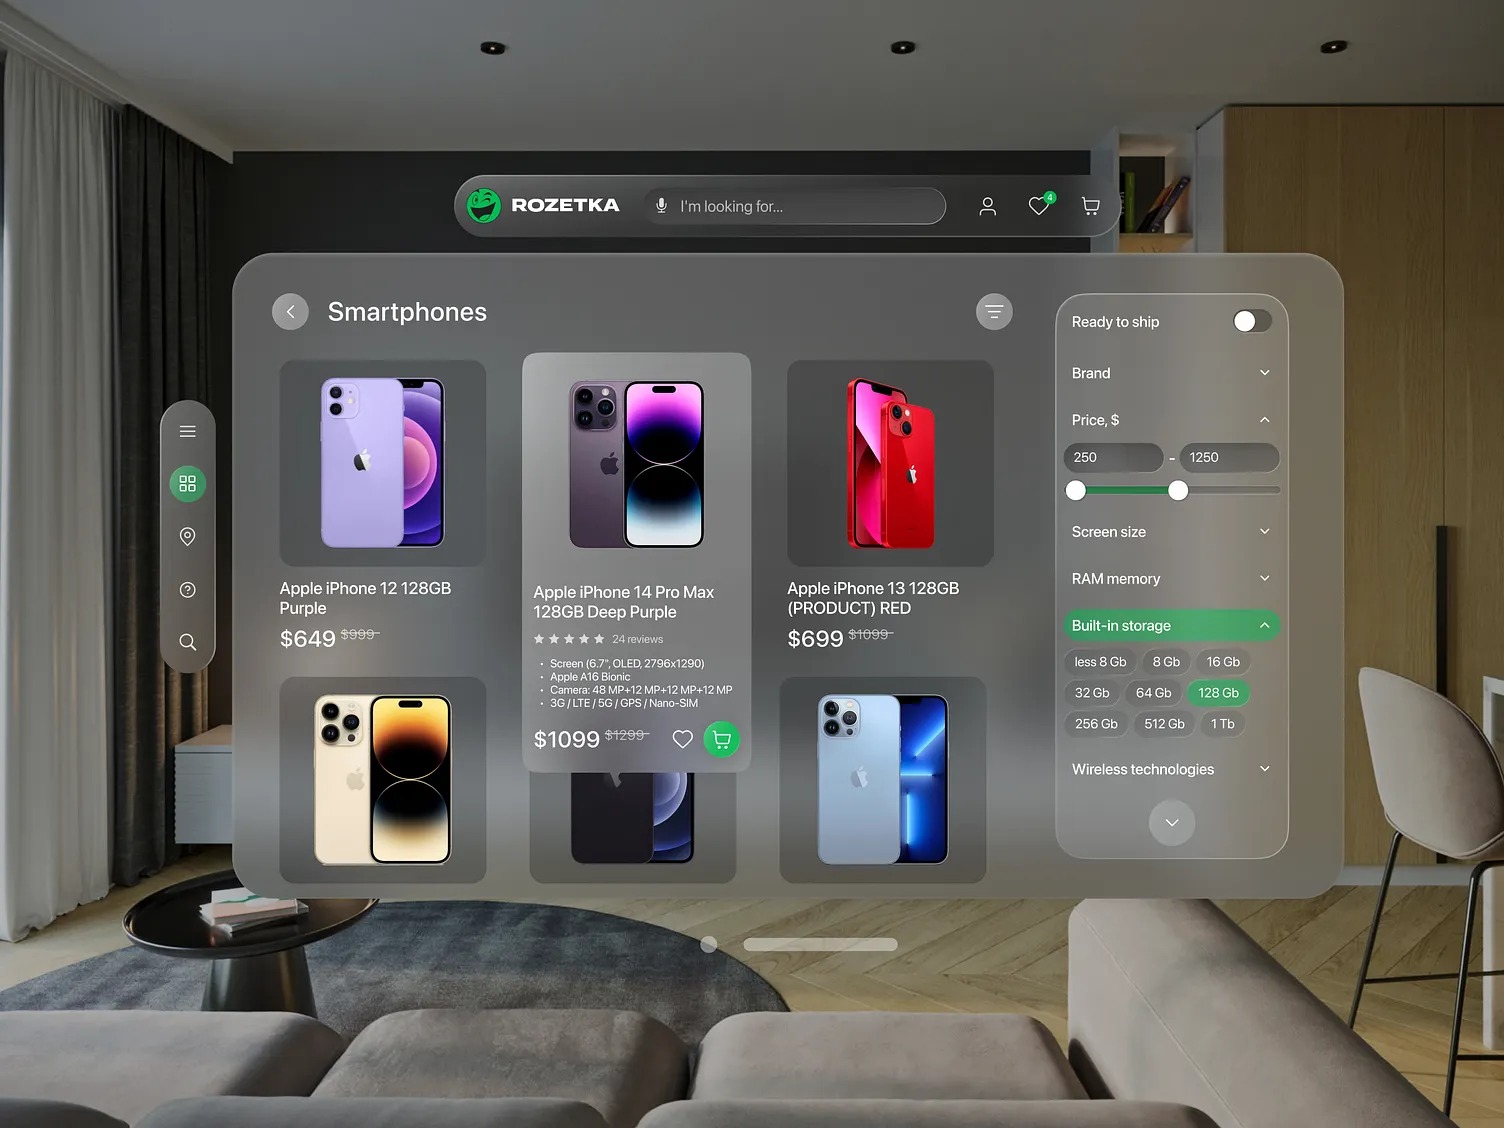 ROZETKA
I'm looking for...
4
Smartphones
Apple iPhone 12 128GB
Purple
$649 $999
Apple iPhone 14 Pro Max
128GB Deep Purple
24 reviews
• Screen (6.7", OLED, 2796x1290)
• Apple A16 Bionic
• Camera: 48 MP+12 MP+12 MP+12 MP
• 3G / LTE / 5G / GPS / Nano-SIM
$1099 $1299
Apple iPhone 13 128GB
(PRODUCT) RED
$699 $1099
Ready to ship
Brand
Price, $
250 - 1250
Screen size
RAM memory
Built-in storage
less 8 Gb 8 Gb 16 Gb
32 Gb 64 Gb 128 Gb
256 Gb 512 Gb 1 Tb
Wireless technologies